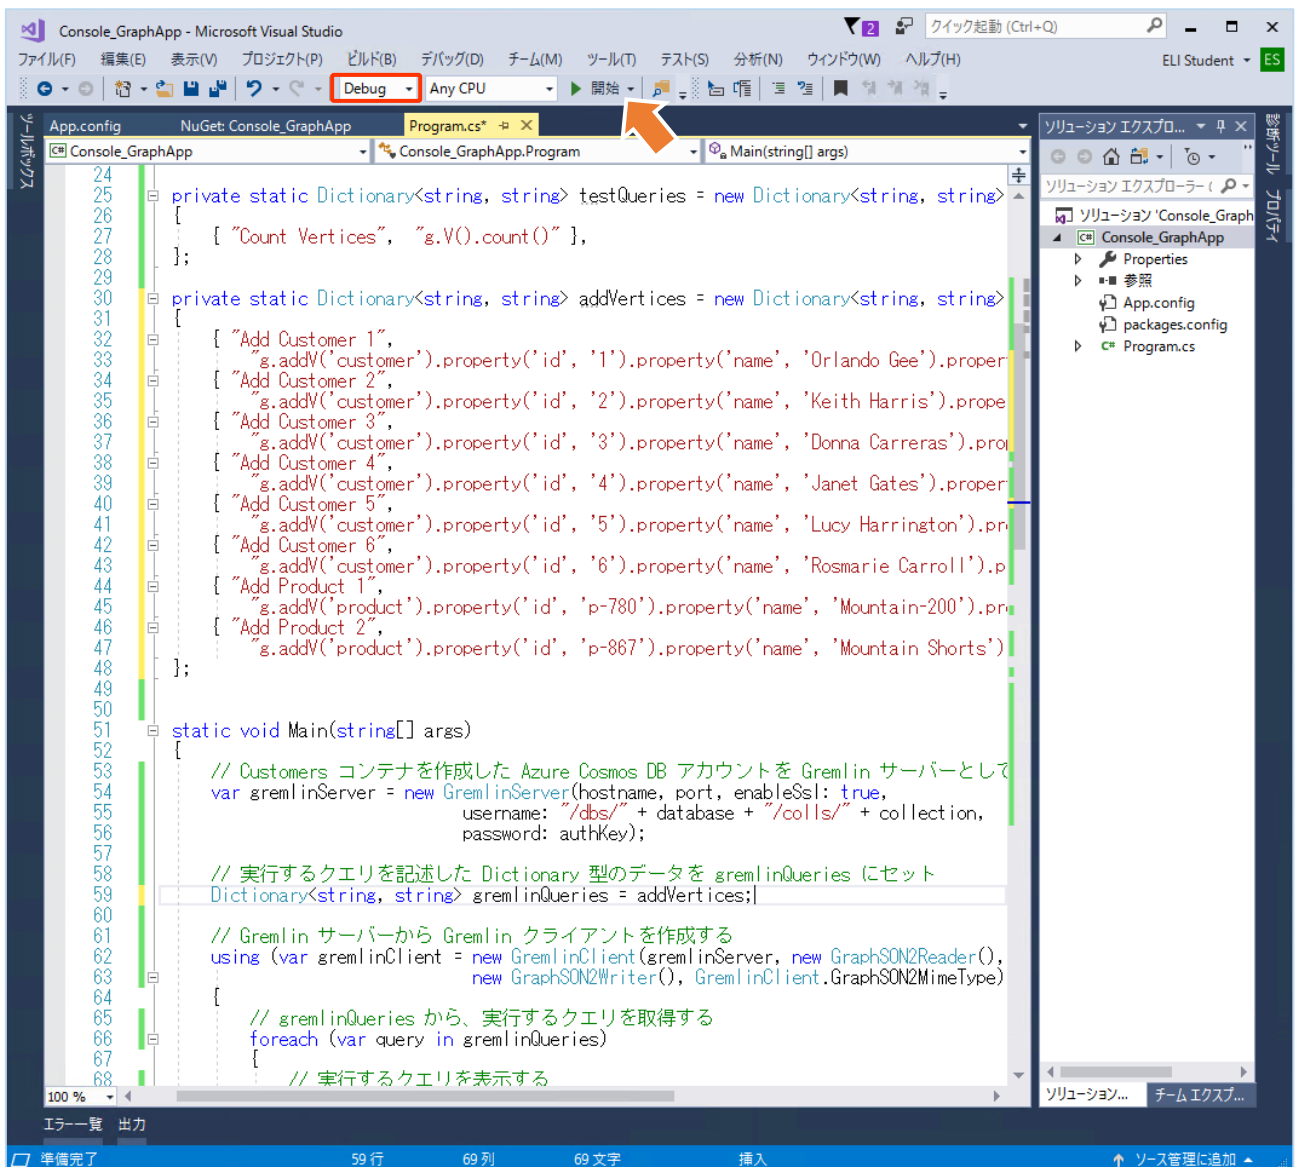 Console_GraphApp - Microsoft Visual Studio
2
クイック起動 (Ctrl+Q)
ファイル(F) 編集(E) 表示(V) プロジェクト(P) ビルド(B) デバッグ(D) チーム(M) ツール(T) テスト(S) 分析(N) ウィンドウ(W) ヘルプ(H)
ELI Student
ES
Debug
Any CPU
開始
ツールボックス
App.config
NuGet: Console_GraphApp
Program.cs*
Console_GraphApp
Console_GraphApp.Program
Main(string[] args)
24
25 private static Dictionary<string, string> testQueries = new Dictionary<string, string>
26 {
27 { "Count Vertices", "g.V().count()" },
28 };
29
30 private static Dictionary<string, string> addVertices = new Dictionary<string, string>
31 {
32 { "Add Customer 1",
33 "g.addV('customer').property('id', '1').property('name', 'Orlando Gee').proper
34 { "Add Customer 2",
35 "g.addV('customer').property('id', '2').property('name', 'Keith Harris').prope
36 { "Add Customer 3",
37 "g.addV('customer').property('id', '3').property('name', 'Donna Carreras').pro
38 { "Add Customer 4",
39 "g.addV('customer').property('id', '4').property('name', 'Janet Gates').proper
40 { "Add Customer 5",
41 "g.addV('customer').property('id', '5').property('name', 'Lucy Harrington').pr
42 { "Add Customer 6",
43 "g.addV('customer').property('id', '6').property('name', 'Rosmarie Carroll').p
44 { "Add Product 1",
45 "g.addV('product').property('id', 'p-780').property('name', 'Mountain-200').pr
46 { "Add Product 2",
47 "g.addV('product').property('id', 'p-867').property('name', 'Mountain Shorts')
48 };
49
50
51 static void Main(string[] args)
52 {
53 // Customers コンテナを作成した Azure Cosmos DB アカウントを Gremlin サーバーとして
54 var gremlinServer = new GremlinServer(hostname, port, enableSsl: true,
55 username: "/dbs/" + database + "/colls/" + collection,
56 password: authKey);
57
58 // 実行するクエリを記述した Dictionary 型のデータを gremlinQueries にセット
59 Dictionary<string, string> gremlinQueries = addVertices;
60
61 // Gremlin サーバーから Gremlin クライアントを作成する
62 using (var gremlinClient = new GremlinClient(gremlinServer, new GraphSON2Reader(),
63 new GraphSON2Writer(), GremlinClient.GraphSON2MimeType)
64 {
65 // gremlinQueries から、実行するクエリを取得する
66 foreach (var query in gremlinQueries)
67 {
68 // 実行するクエリを表示する
100 %
ソリューション エクスプロ...
ソリューション エクスプローラー (
ソリューション 'Console_Graph
Console_GraphApp
Properties
参照
App.config
packages.config
Program.cs
ソリューション...
チーム エクスプ...
診断ツール
プロパティ
エラー一覧 出力
準備完了
59 行
69 列
69 文字
挿入
ソース管理に追加